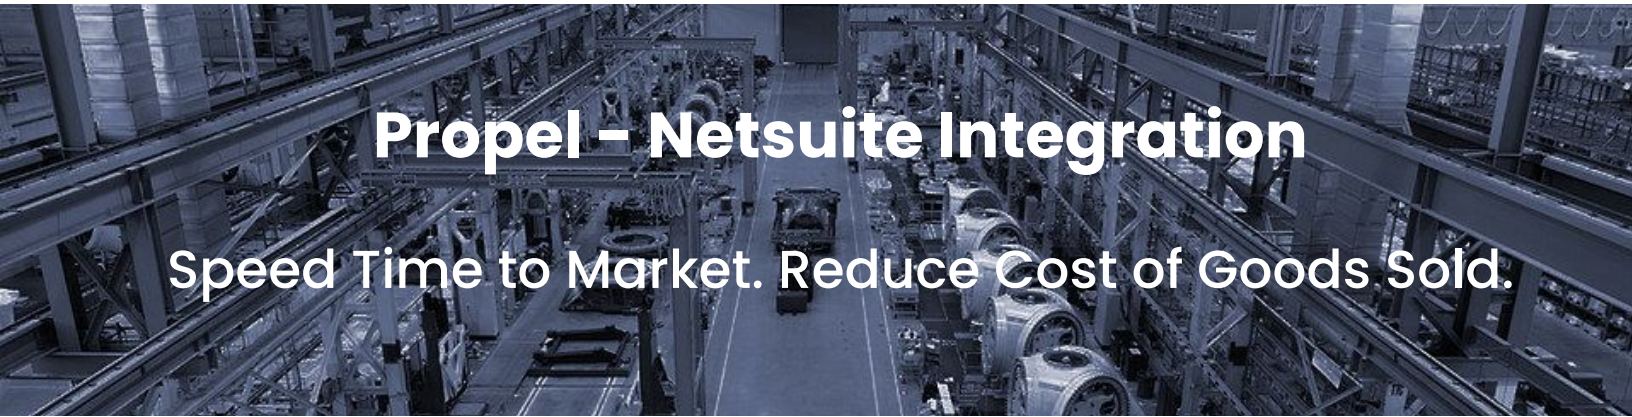 Propel - Netsuite Integration
Speed Time to Market. Reduce Cost of Goods Sold.